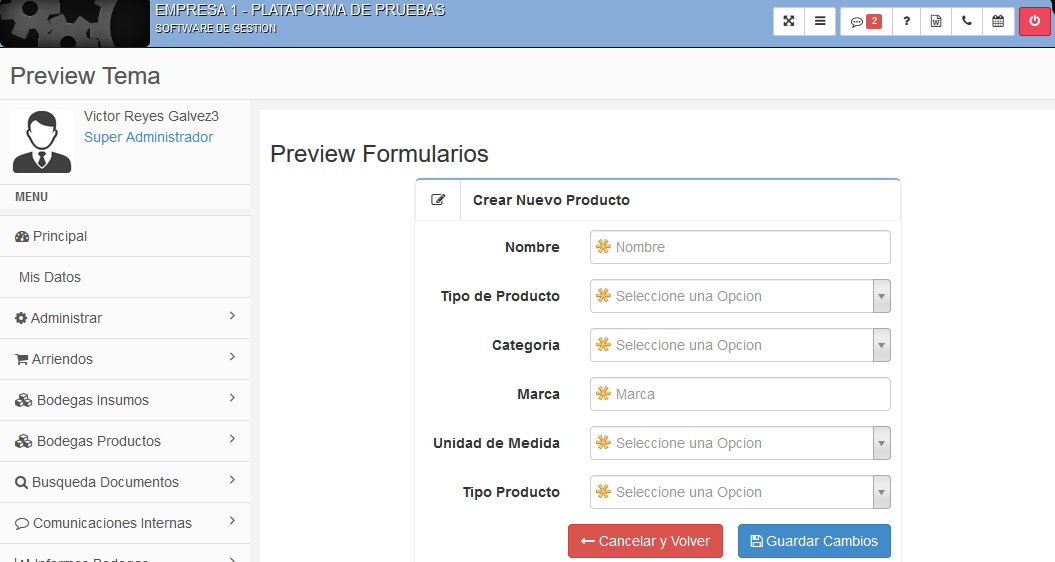 EMPRESA 1 - PLATAFORMA DE PRUEBAS
SOFTWARE DE GESTION
2
?
Preview Tema
Victor Reyes Galvez3
Super Administrador
MENU
Principal
Mis Datos
Administrar
Arriendos
Bodegas Insumos
Bodegas Productos
Busqueda Documentos
Comunicaciones Internas
Informes Bodegas
Preview Formularios
Crear Nuevo Producto
Nombre Nombre
Tipo de Producto Seleccione una Opcion
Categoria Seleccione una Opcion
Marca Marca
Unidad de Medida Seleccione una Opcion
Tipo Producto Seleccione una Opcion
Cancelar y Volver Guardar Cambios